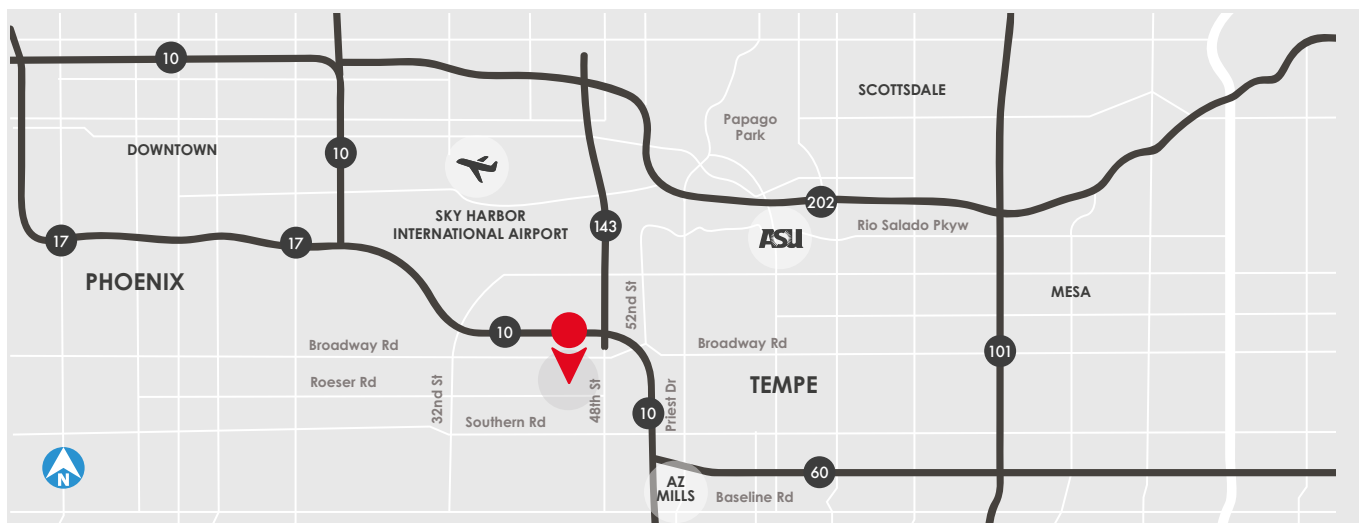 10
SCOTTSDALE
Papago
Park
DOWNTOWN
10
202
SKY HARBOR
INTERNATIONAL AIRPORT
143
Rio Salado Pkyw
ASU
17
17
PHOENIX
MESA
52nd St
10
Broadway Rd
Broadway Rd
101
Roeser Rd
TEMPE
32nd St
48th St
Priest Dr
10
Southern Rd
N
60
AZ
MILLS
Baseline Rd